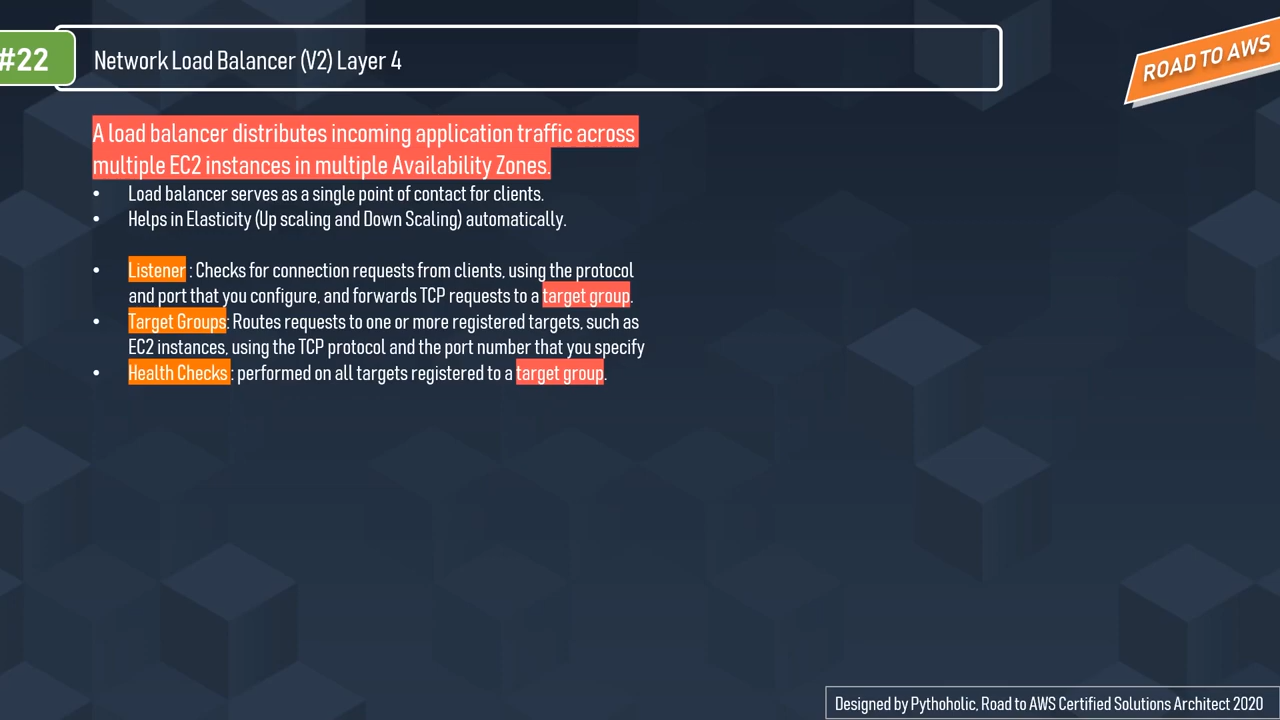 #22
Network Load Balancer (V2) Layer 4
ROAD TO AWS
A load balancer distributes incoming application traffic across
multiple EC2 instances in multiple Availability Zones.
• Load balancer serves as a single point of contact for clients.
• Helps in Elasticity (Up scaling and Down Scaling) automatically.
• Listener : Checks for connection requests from clients, using the protocol
and port that you configure, and forwards TCP requests to a target group.
• Target Groups: Routes requests to one or more registered targets, such as
EC2 instances, using the TCP protocol and the port number that you specify
• Health Checks : performed on all targets registered to a target group.
Designed by Pythoholic, Road to AWS Certified Solutions Architect 2020